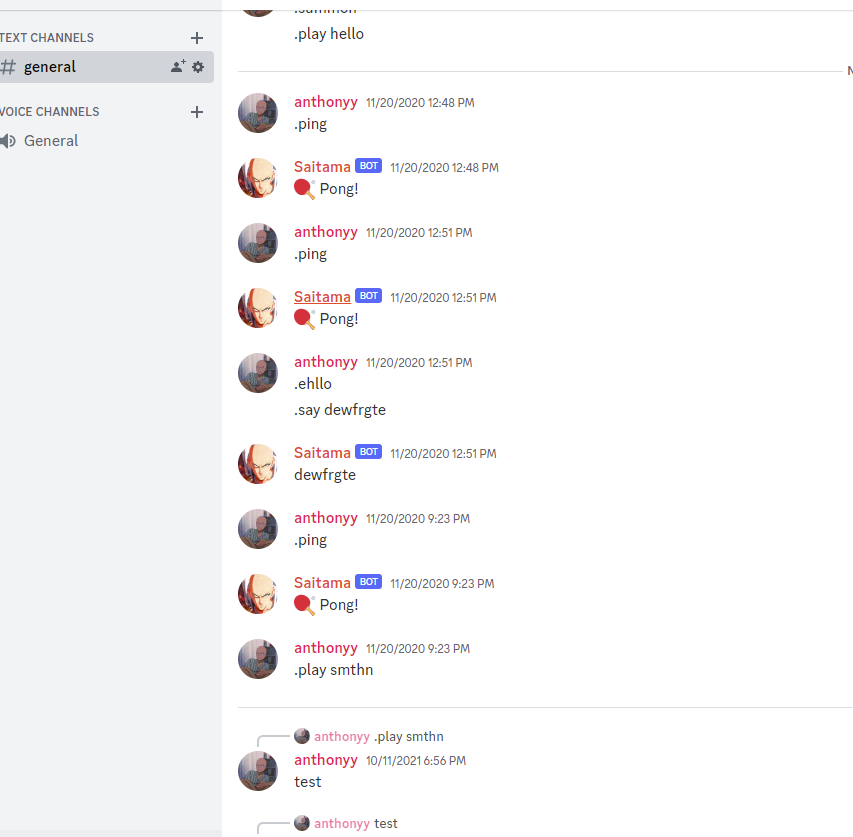 .summon
.play hello
TEXT CHANNELS
general
VOICE CHANNELS
General
anthonyy 11/20/2020 12:48 PM
.ping
Saitama BOT 11/20/2020 12:48 PM
Pong!
anthonyy 11/20/2020 12:51 PM
.ping
Saitama BOT 11/20/2020 12:51 PM
Pong!
anthonyy 11/20/2020 12:51 PM
.ehllo
.say dewfrgte
Saitama BOT 11/20/2020 12:51 PM
dewfrgte
anthonyy 11/20/2020 9:23 PM
.ping
Saitama BOT 11/20/2020 9:23 PM
Pong!
anthonyy 11/20/2020 9:23 PM
.play smthn
anthonyy .play smthn
anthonyy 10/11/2021 6:56 PM
test
anthonyy test